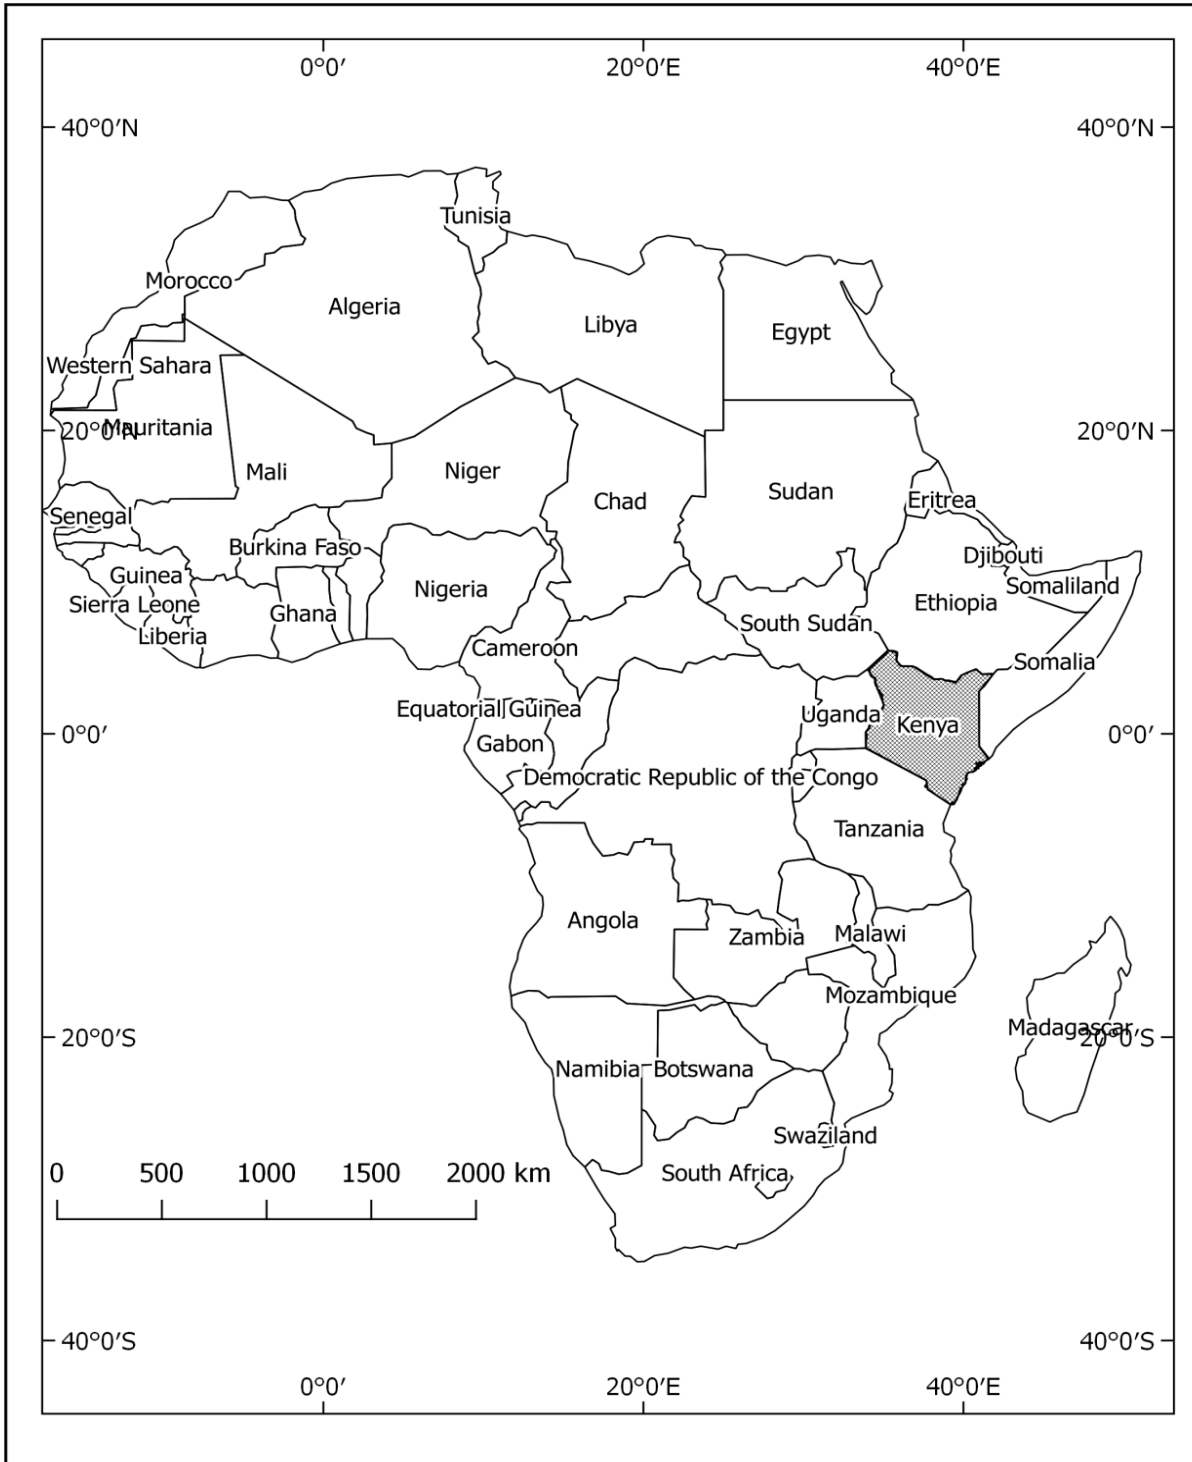 0°0′ 20°0′E 40°0′E
40°0′N 40°0′N
Tunisia
Morocco
Algeria
Libya
Egypt
Western Sahara
Mauritania
20°0′N 20°0′N
Mali
Niger
Chad
Sudan
Eritrea
Senegal
Burkina Faso
Djibouti
Guinea
Nigeria
Somaliland
Sierra Leone
Ghana
Ethiopia
Liberia
South Sudan
Cameroon
Somalia
Equatorial Guinea
Uganda
Kenya
0°0′ 0°0′
Gabon
Democratic Republic of the Congo
Tanzania
Angola
Zambia
Malawi
Mozambique
Madagascar
20°0′S 20°0′S
Namibia
Botswana
Swaziland
South Africa
0 500 1000 1500 2000 km
40°0′S 40°0′S
0°0′ 20°0′E 40°0′E